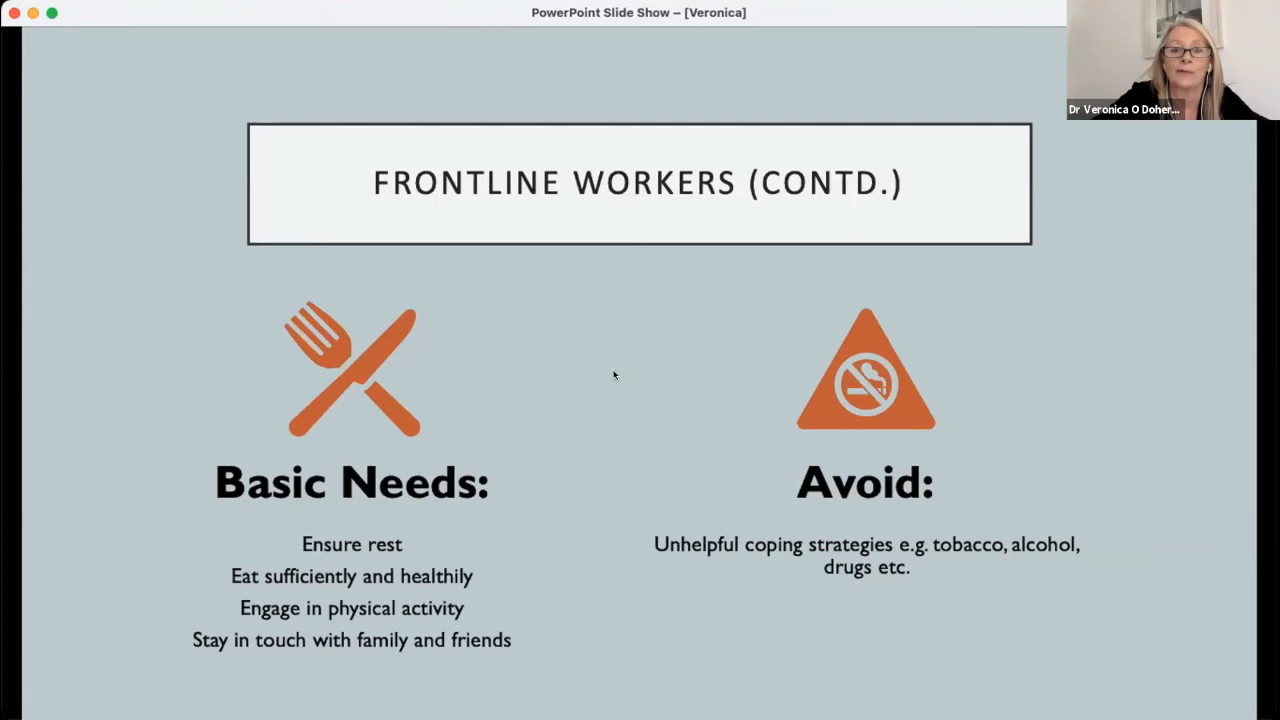 PowerPoint Slide Show – [Veronica]
Dr Veronica O Doher...
FRONTLINE WORKERS (CONTD.)
Basic Needs:
Ensure rest
Eat sufficiently and healthily
Engage in physical activity
Stay in touch with family and friends
Avoid:
Unhelpful coping strategies e.g. tobacco, alcohol,
drugs etc.